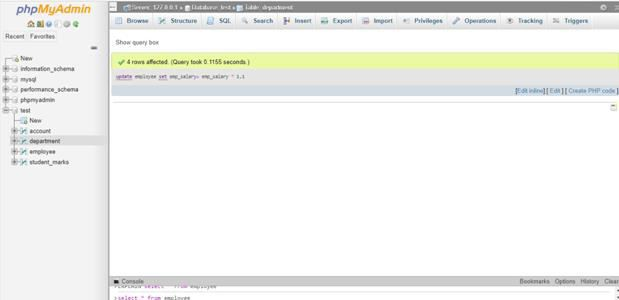 phpMyAdmin
Recent Favorites
New
information_schema
mysql
performance_schema
phpmyadmin
test
New
account
department
employee
student_marks
Server: 127.0.0.1 » Database: test » Table: department
Browse Structure SQL Search Insert Export Import Privileges Operations Tracking Triggers
Show query box
4 rows affected. (Query took 0.1155 seconds.)
update employee set emp_salary= emp_salary * 1.1
[Edit inline] [ Edit ] [ Create PHP code ]
Console Bookmarks Options History Clear
from employee
>select * from employee